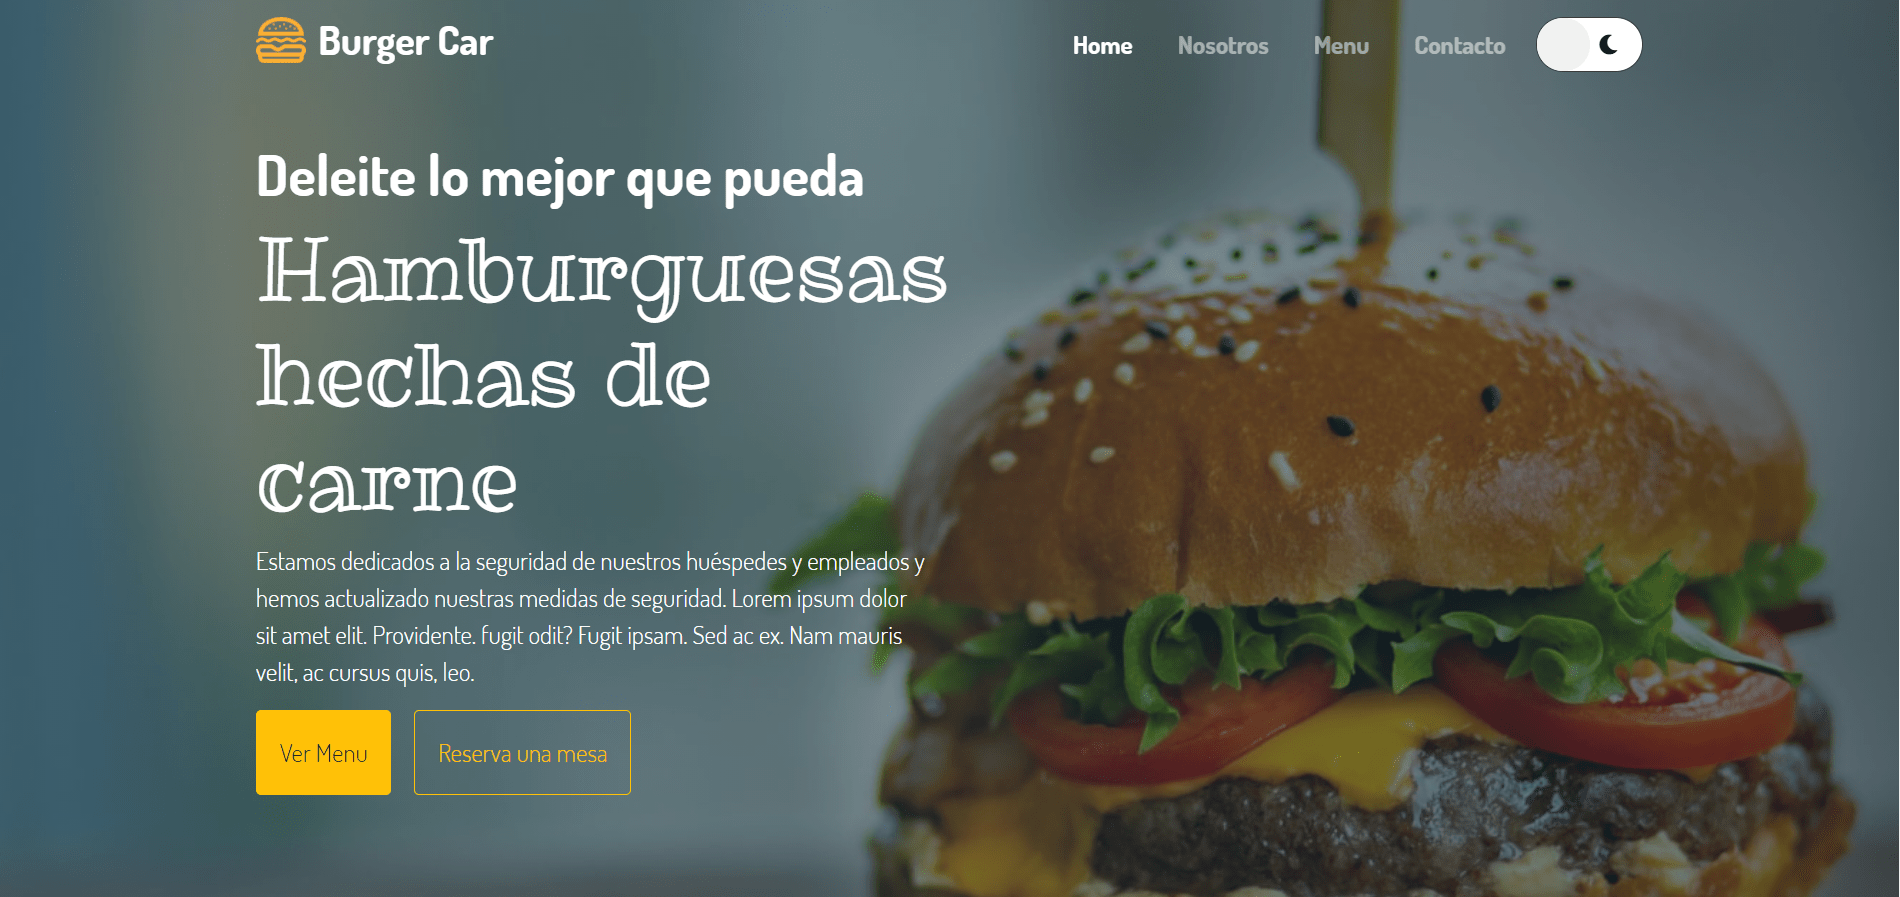 Burger Car
Home Nosotros Menu Contacto
Deleite lo mejor que pueda
Hamburguesas
hechas de
carne
Estamos dedicados a la seguridad de nuestros huéspedes y empleados y
hemos actualizado nuestras medidas de seguridad. Lorem ipsum dolor
sit amet elit. Providente. fugit odit? Fugit ipsam. Sed ac ex. Nam mauris
velit, ac cursus quis, leo.
Ver Menu Reserva una mesa